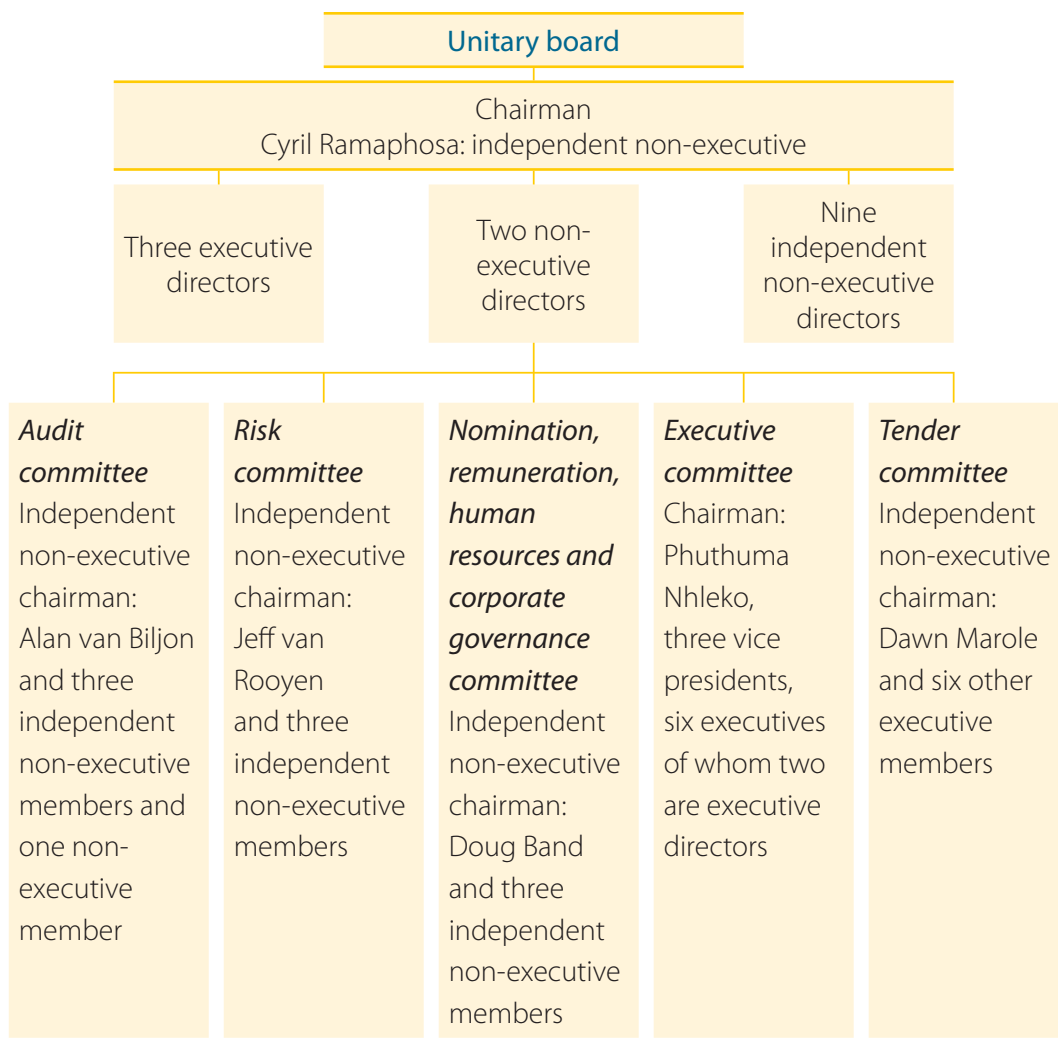 Unitary board
Chairman
Cyril Ramaphosa: independent non-executive
Three executive
directors
Two non-
executive
directors
Nine
independent
non-executive
directors
Audit
committee
Independent
non-executive
chairman:
Alan van Biljon
and three
independent
non-executive
members and
one non-
executive
member
Risk
committee
Independent
non-executive
chairman:
Jeff van
Rooyen
and three
independent
non-executive
members
Nomination,
remuneration,
human
resources and
corporate
governance
committee
Independent
non-executive
chairman:
Doug Band
and three
independent
non-executive
members
Executive
committee
Chairman:
Phuthuma
Nhleko,
three vice
presidents,
six executives
of whom two
are executive
directors
Tender
committee
Independent
non-executive
chairman:
Dawn Marole
and six other
executive
members